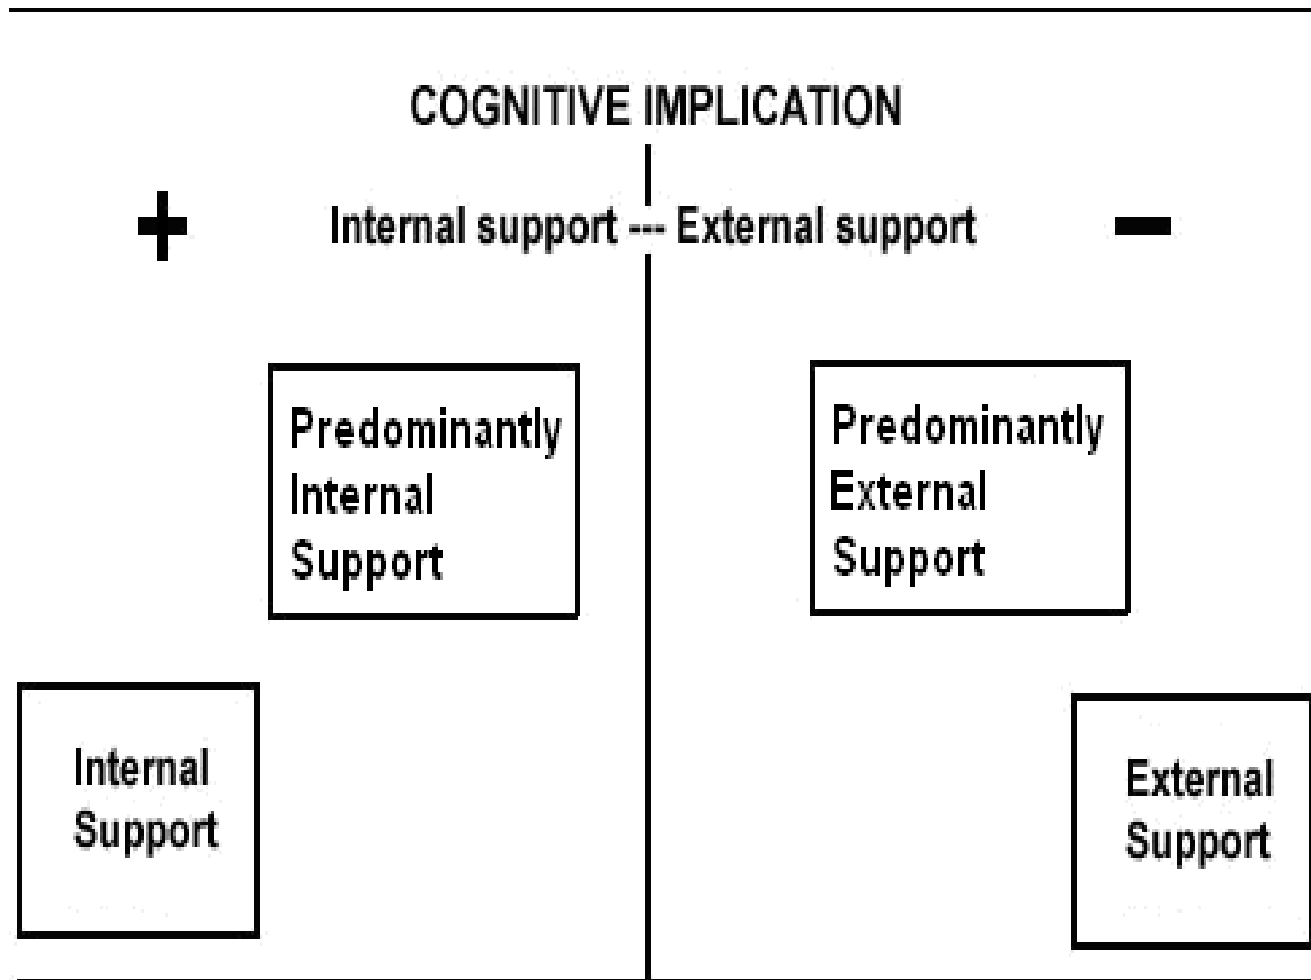 COGNITIVE IMPLICATION
+ Internal support --- External support −
Predominantly
Internal
Support
Predominantly
External
Support
Internal
Support
External
Support